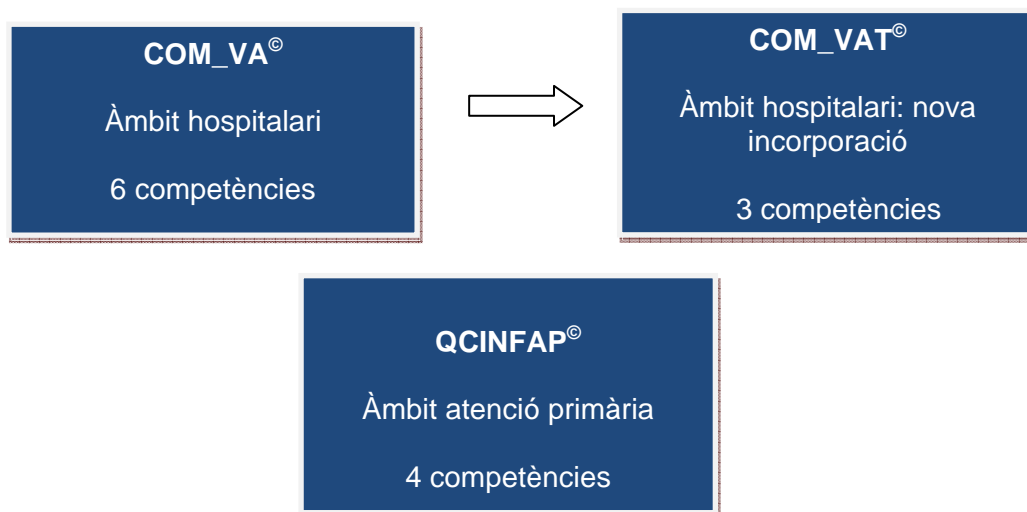 COM_VA©
Àmbit hospitalari
6 competències
COM_VAT©
Àmbit hospitalari: nova
incorporació
3 competències
QCINFAP©
Àmbit atenció primària
4 competències